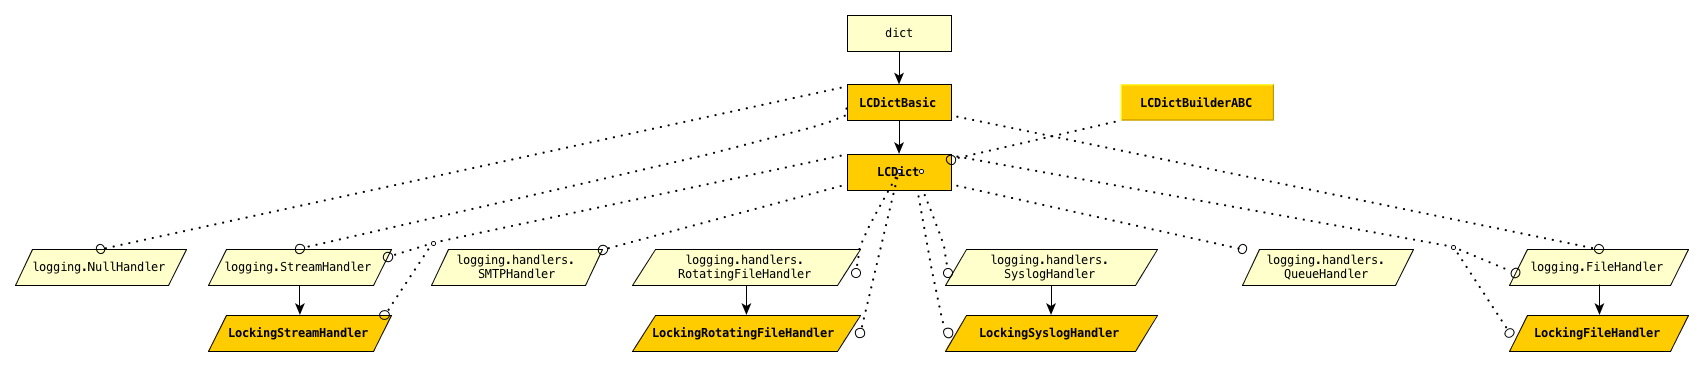 dict
LCDictBasic
LCDictBuilderABC
LCDict
logging.NullHandler
logging.StreamHandler
logging.handlers.
SMTPHandler
logging.handlers.
RotatingFileHandler
logging.handlers.
SyslogHandler
logging.handlers.
QueueHandler
logging.FileHandler
LockingStreamHandler
LockingRotatingFileHandler
LockingSyslogHandler
LockingFileHandler